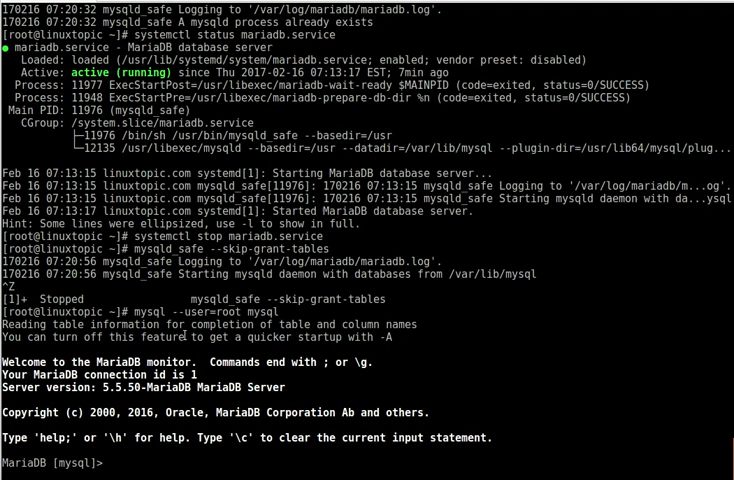 170216 07:20:32 mysqld_safe Logging to '/var/log/mariadb/mariadb.log'.
170216 07:20:32 mysqld_safe A mysqld process already exists
[root@linuxtopic ~]# systemctl status mariadb.service
● mariadb.service - MariaDB database server
   Loaded: loaded (/usr/lib/systemd/system/mariadb.service; enabled; vendor preset: disabled)
   Active: active (running) since Thu 2017-02-16 07:13:17 EST; 7min ago
  Process: 11977 ExecStartPost=/usr/libexec/mariadb-wait-ready $MAINPID (code=exited, status=0/SUCCESS)
  Process: 11948 ExecStartPre=/usr/libexec/mariadb-prepare-db-dir %n (code=exited, status=0/SUCCESS)
 Main PID: 11976 (mysqld_safe)
   CGroup: /system.slice/mariadb.service
           ├─11976 /bin/sh /usr/bin/mysqld_safe --basedir=/usr
           └─12135 /usr/libexec/mysqld --basedir=/usr --datadir=/var/lib/mysql --plugin-dir=/usr/lib64/mysql/plug...
Feb 16 07:13:15 linuxtopic.com systemd[1]: Starting MariaDB database server...
Feb 16 07:13:15 linuxtopic.com mysqld_safe[11976]: 170216 07:13:15 mysqld_safe Logging to '/var/log/mariadb/m...og'.
Feb 16 07:13:15 linuxtopic.com mysqld_safe[11976]: 170216 07:13:15 mysqld_safe Starting mysqld daemon with da...ysql
Feb 16 07:13:17 linuxtopic.com systemd[1]: Started MariaDB database server.
Hint: Some lines were ellipsized, use -l to show in full.
[root@linuxtopic ~]# systemctl stop mariadb.service
[root@linuxtopic ~]# mysqld_safe --skip-grant-tables
170216 07:20:56 mysqld_safe Logging to '/var/log/mariadb/mariadb.log'.
170216 07:20:56 mysqld_safe Starting mysqld daemon with databases from /var/lib/mysql
^Z
[1]+  Stopped                 mysqld_safe --skip-grant-tables
[root@linuxtopic ~]# mysql --user=root mysql
Reading table information for completion of table and column names
You can turn off this feature to get a quicker startup with -A
Welcome to the MariaDB monitor.  Commands end with ; or \g.
Your MariaDB connection id is 1
Server version: 5.5.50-MariaDB MariaDB Server
Copyright (c) 2000, 2016, Oracle, MariaDB Corporation Ab and others.
Type 'help;' or '\h' for help. Type '\c' to clear the current input statement.
MariaDB [mysql]>